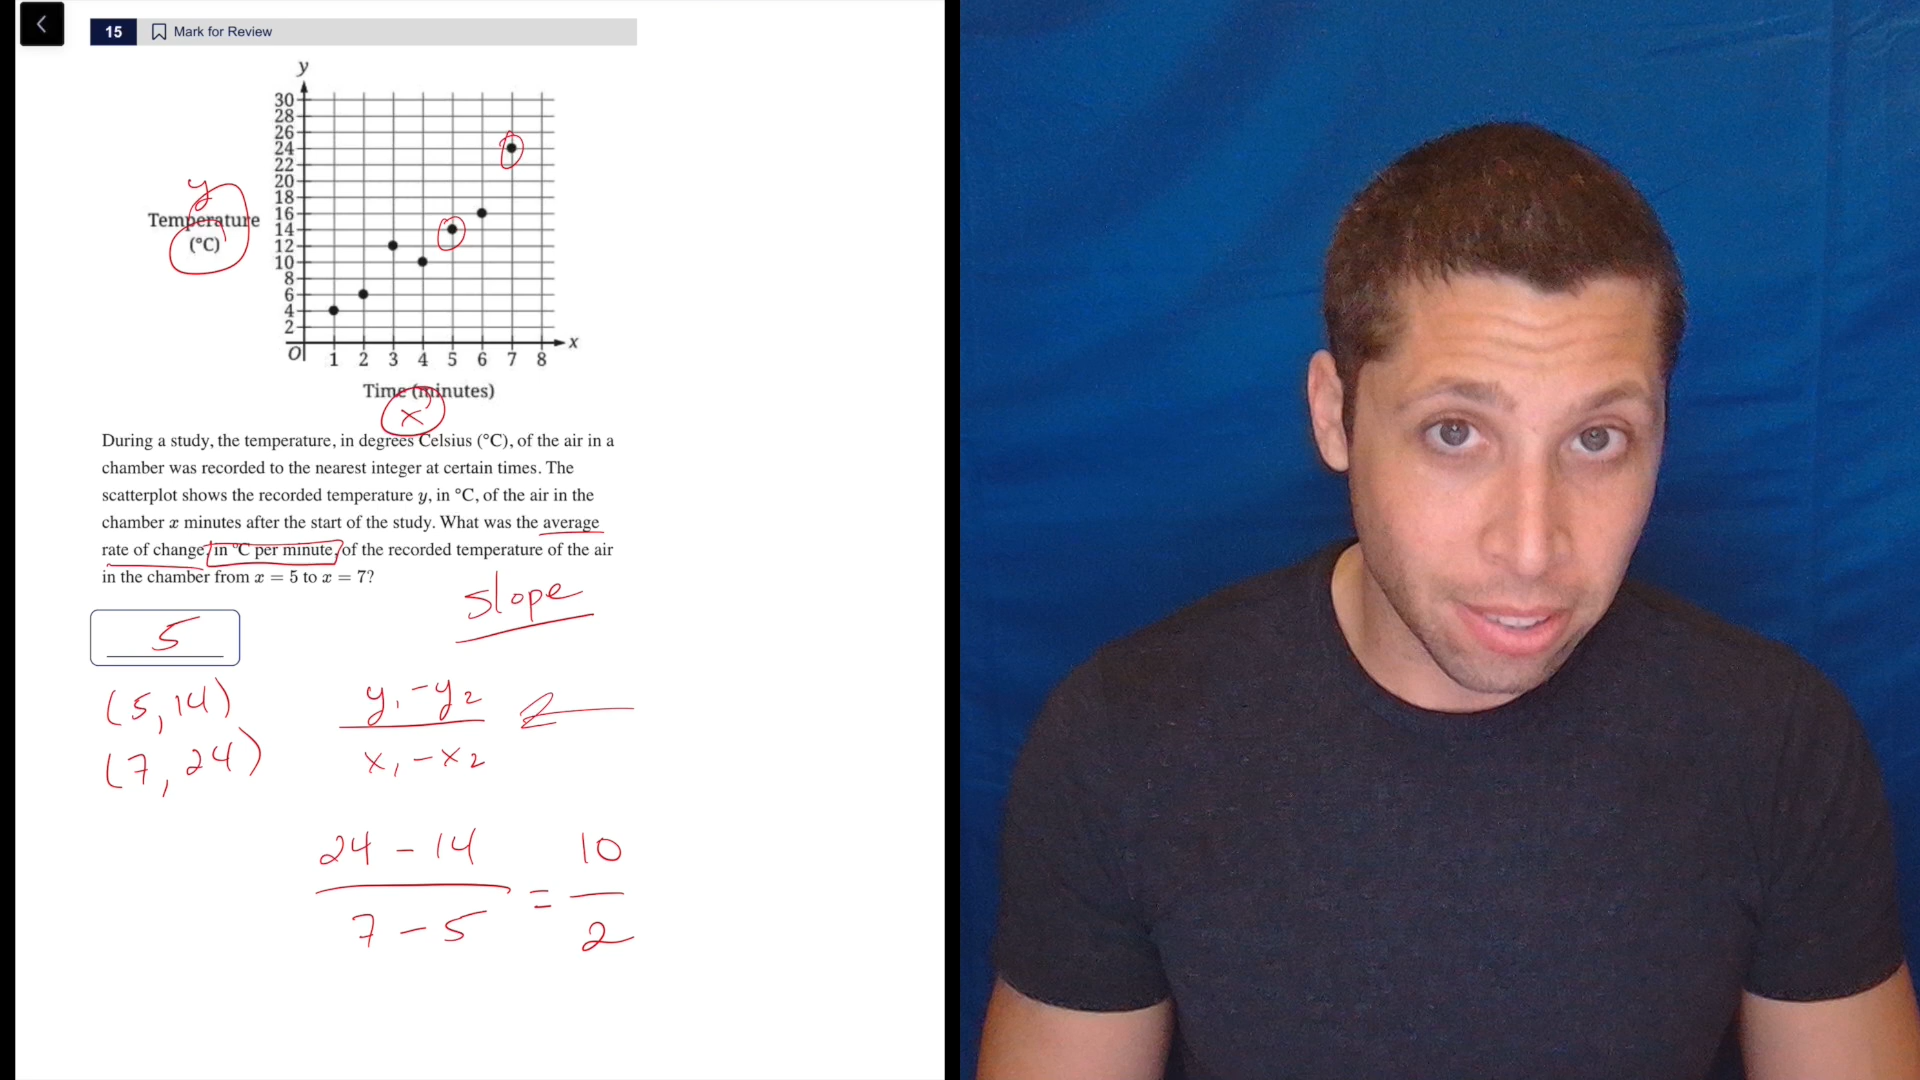 15 Mark for Review
y
30
28
26
24
22
20
18
16
14
12
10
8
6
4
2
y
Temperature
(°C)
O 1 2 3 4 5 6 7 8 x
Time (minutes)
x
During a study, the temperature, in degrees Celsius (°C), of the air in a
chamber was recorded to the nearest integer at certain times. The
scatterplot shows the recorded temperature y, in °C, of the air in the
chamber x minutes after the start of the study. What was the average
rate of change, in °C per minute, of the recorded temperature of the air
in the chamber from x = 5 to x = 7?
slope
5
(5, 14)
(7, 24)
y₁ - y₂
x₁ - x₂
2
24 - 14
7 - 5
=
10
2